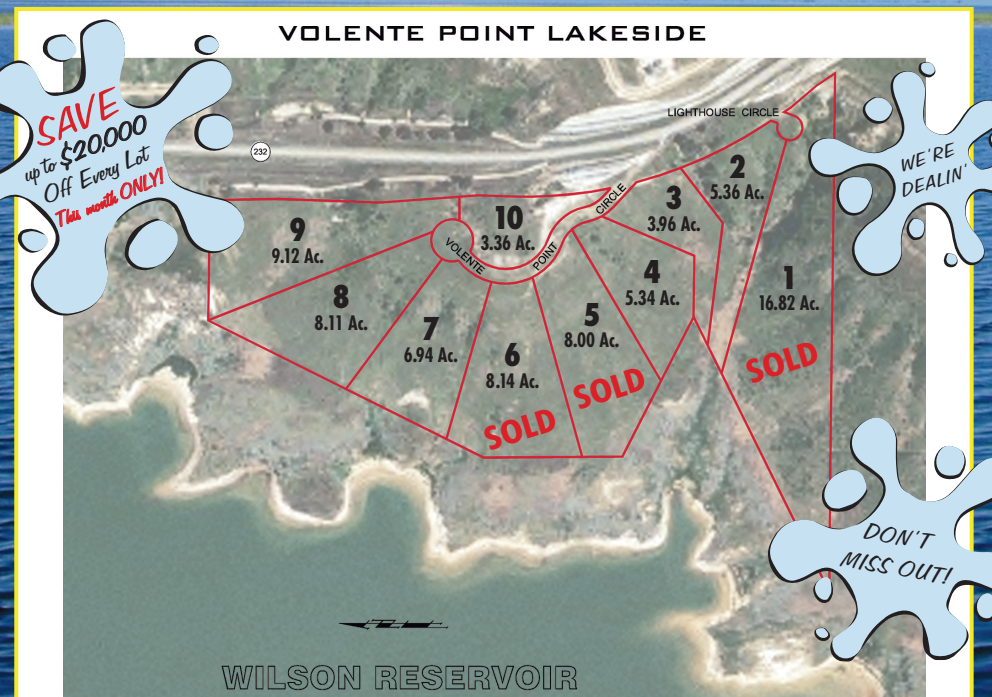 VOLENTE POINT LAKESIDE
SAVE
up to $20,000
Off Every Lot
This month ONLY!
WE'RE
DEALIN'
LIGHTHOUSE CIRCLE
232
2
5.36 Ac.
3
3.96 Ac.
CIRCLE
10
3.36 Ac.
9
9.12 Ac.
VOLENTE
POINT
4
5.34 Ac.
1
16.82 Ac.
8
8.11 Ac.
5
8.00 Ac.
7
6.94 Ac.
6
8.14 Ac.
SOLD
SOLD
SOLD
DON'T
MISS OUT!
WILSON RESERVOIR